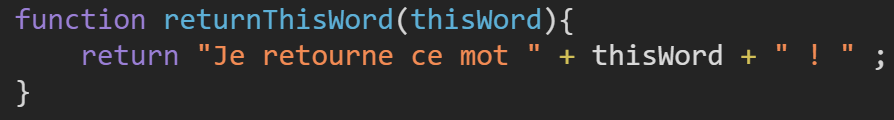 function returnThisWord(thisWord){
    return "Je retourne ce mot " + thisWord + " ! " ;
}